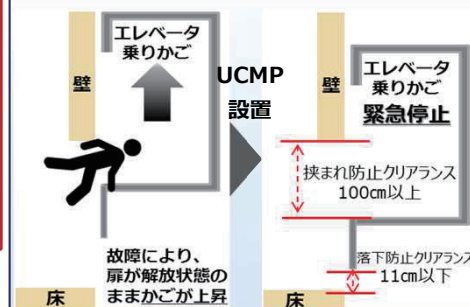 エレベータ
乗りかご
壁
故障により、
扉が解放状態の
ままかごが上昇
床
UCMP
設置
エレベータ
乗りかご
緊急停止
壁
挟まれ防止クリアランス
100cm以上
落下防止クリアランス
11cm以下
床